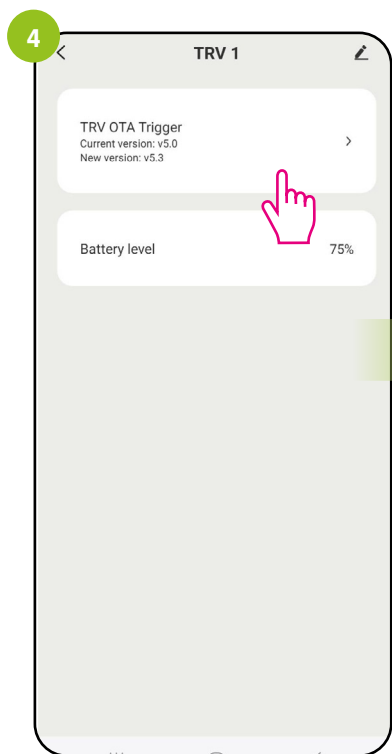 4
TRV 1
TRV OTA Trigger
Current version: v5.0
New version: v5.3
Battery level 75%